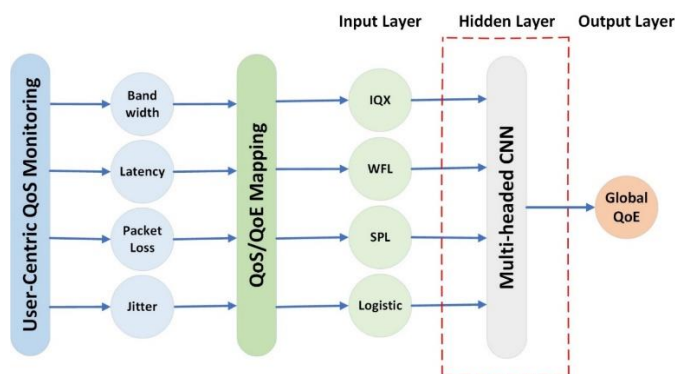 Input Layer
Hidden Layer
Output Layer
User-Centric QoS Monitoring
Band
width
Latency
Packet
Loss
Jitter
QoS/QoE Mapping
IQX
WFL
SPL
Logistic
Multi-headed CNN
Global
QoE